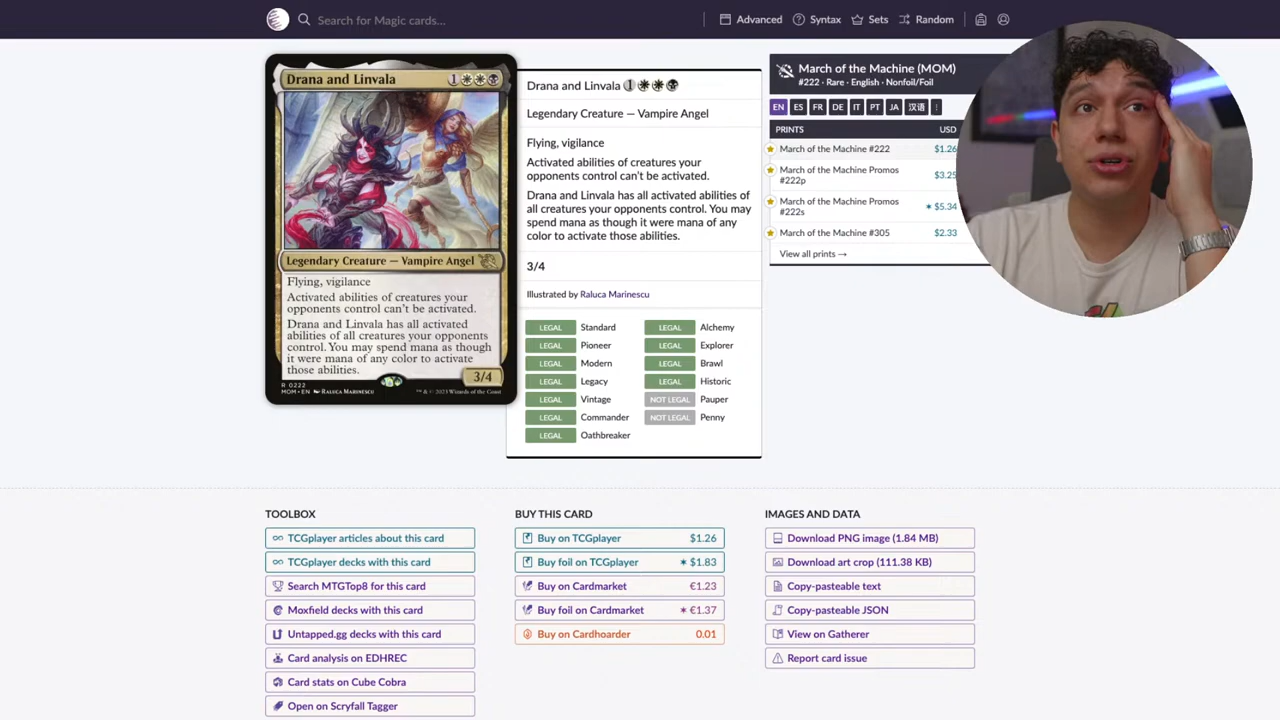 Search for Magic cards...
Advanced
Syntax
Sets
Random
Drana and Linvala 1
Legendary Creature — Vampire Angel
Flying, vigilance
Activated abilities of creatures your
opponents control can't be activated.
Drana and Linvala has all activated
abilities of all creatures your opponents
control. You may spend mana as though
it were mana of any color to activate
those abilities.
3/4
R 0222
MOM • EN RALUCA MARINESCU
™ & © 2023 Wizards of the Coast
Drana and Linvala 1
Legendary Creature — Vampire Angel
Flying, vigilance
Activated abilities of creatures your
opponents control can't be activated.
Drana and Linvala has all activated abilities of
all creatures your opponents control. You may
spend mana as though it were mana of any
color to activate those abilities.
3/4
Illustrated by Raluca Marinescu
LEGAL Standard LEGAL Alchemy
LEGAL Pioneer LEGAL Explorer
LEGAL Modern LEGAL Brawl
LEGAL Legacy LEGAL Historic
LEGAL Vintage NOT LEGAL Pauper
LEGAL Commander NOT LEGAL Penny
LEGAL Oathbreaker
March of the Machine (MOM)
#222 · Rare · English · Nonfoil/Foil
EN ES FR DE IT PT JA 汉语
PRINTS USD
March of the Machine #222 $1.26
March of the Machine Promos
#222p $3.25
March of the Machine Promos
#222s ✶ $5.34
March of the Machine #305 $2.33
View all prints →
TOOLBOX
TCGplayer articles about this card
TCGplayer decks with this card
Search MTGTop8 for this card
Moxfield decks with this card
Untapped.gg decks with this card
Card analysis on EDHREC
Card stats on Cube Cobra
Open on Scryfall Tagger
BUY THIS CARD
Buy on TCGplayer $1.26
Buy foil on TCGplayer ✶ $1.83
Buy on Cardmarket €1.23
Buy foil on Cardmarket ✶ €1.37
Buy on Cardhoarder 0.01
IMAGES AND DATA
Download PNG image (1.84 MB)
Download art crop (111.38 KB)
Copy-pasteable text
Copy-pasteable JSON
View on Gatherer
Report card issue